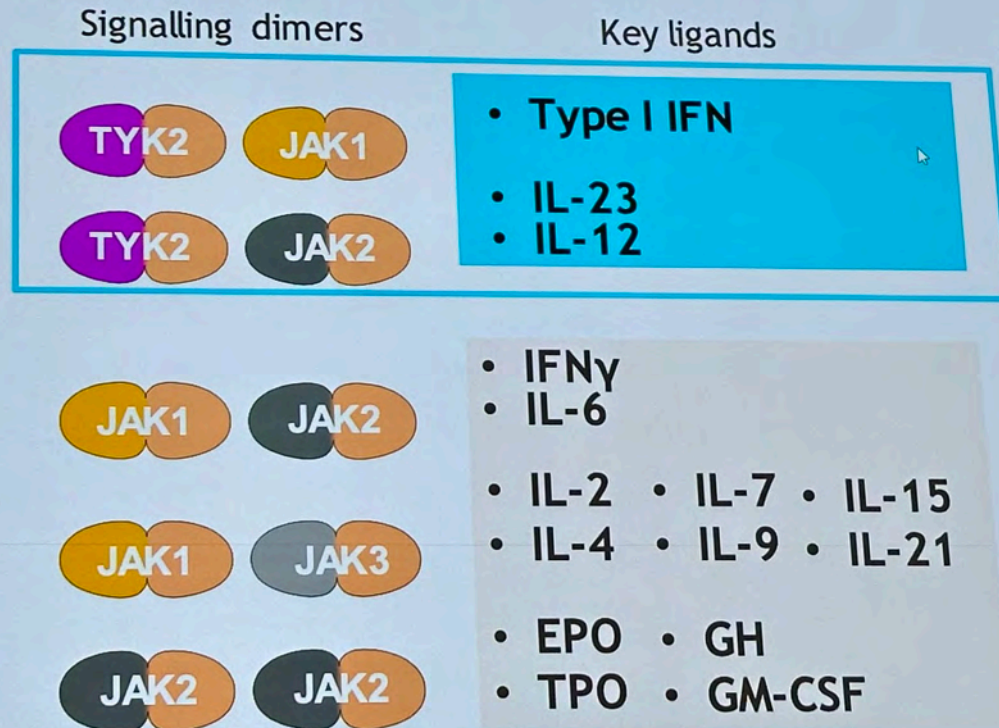 Signalling dimers Key ligands
TYK2 JAK1 • Type I IFN
• IL-23
TYK2 JAK2 • IL-12
• IFNγ
JAK1 JAK2 • IL-6
• IL-2 • IL-7 • IL-15
JAK1 JAK3 • IL-4 • IL-9 • IL-21
• EPO • GH
JAK2 JAK2 • TPO • GM-CSF